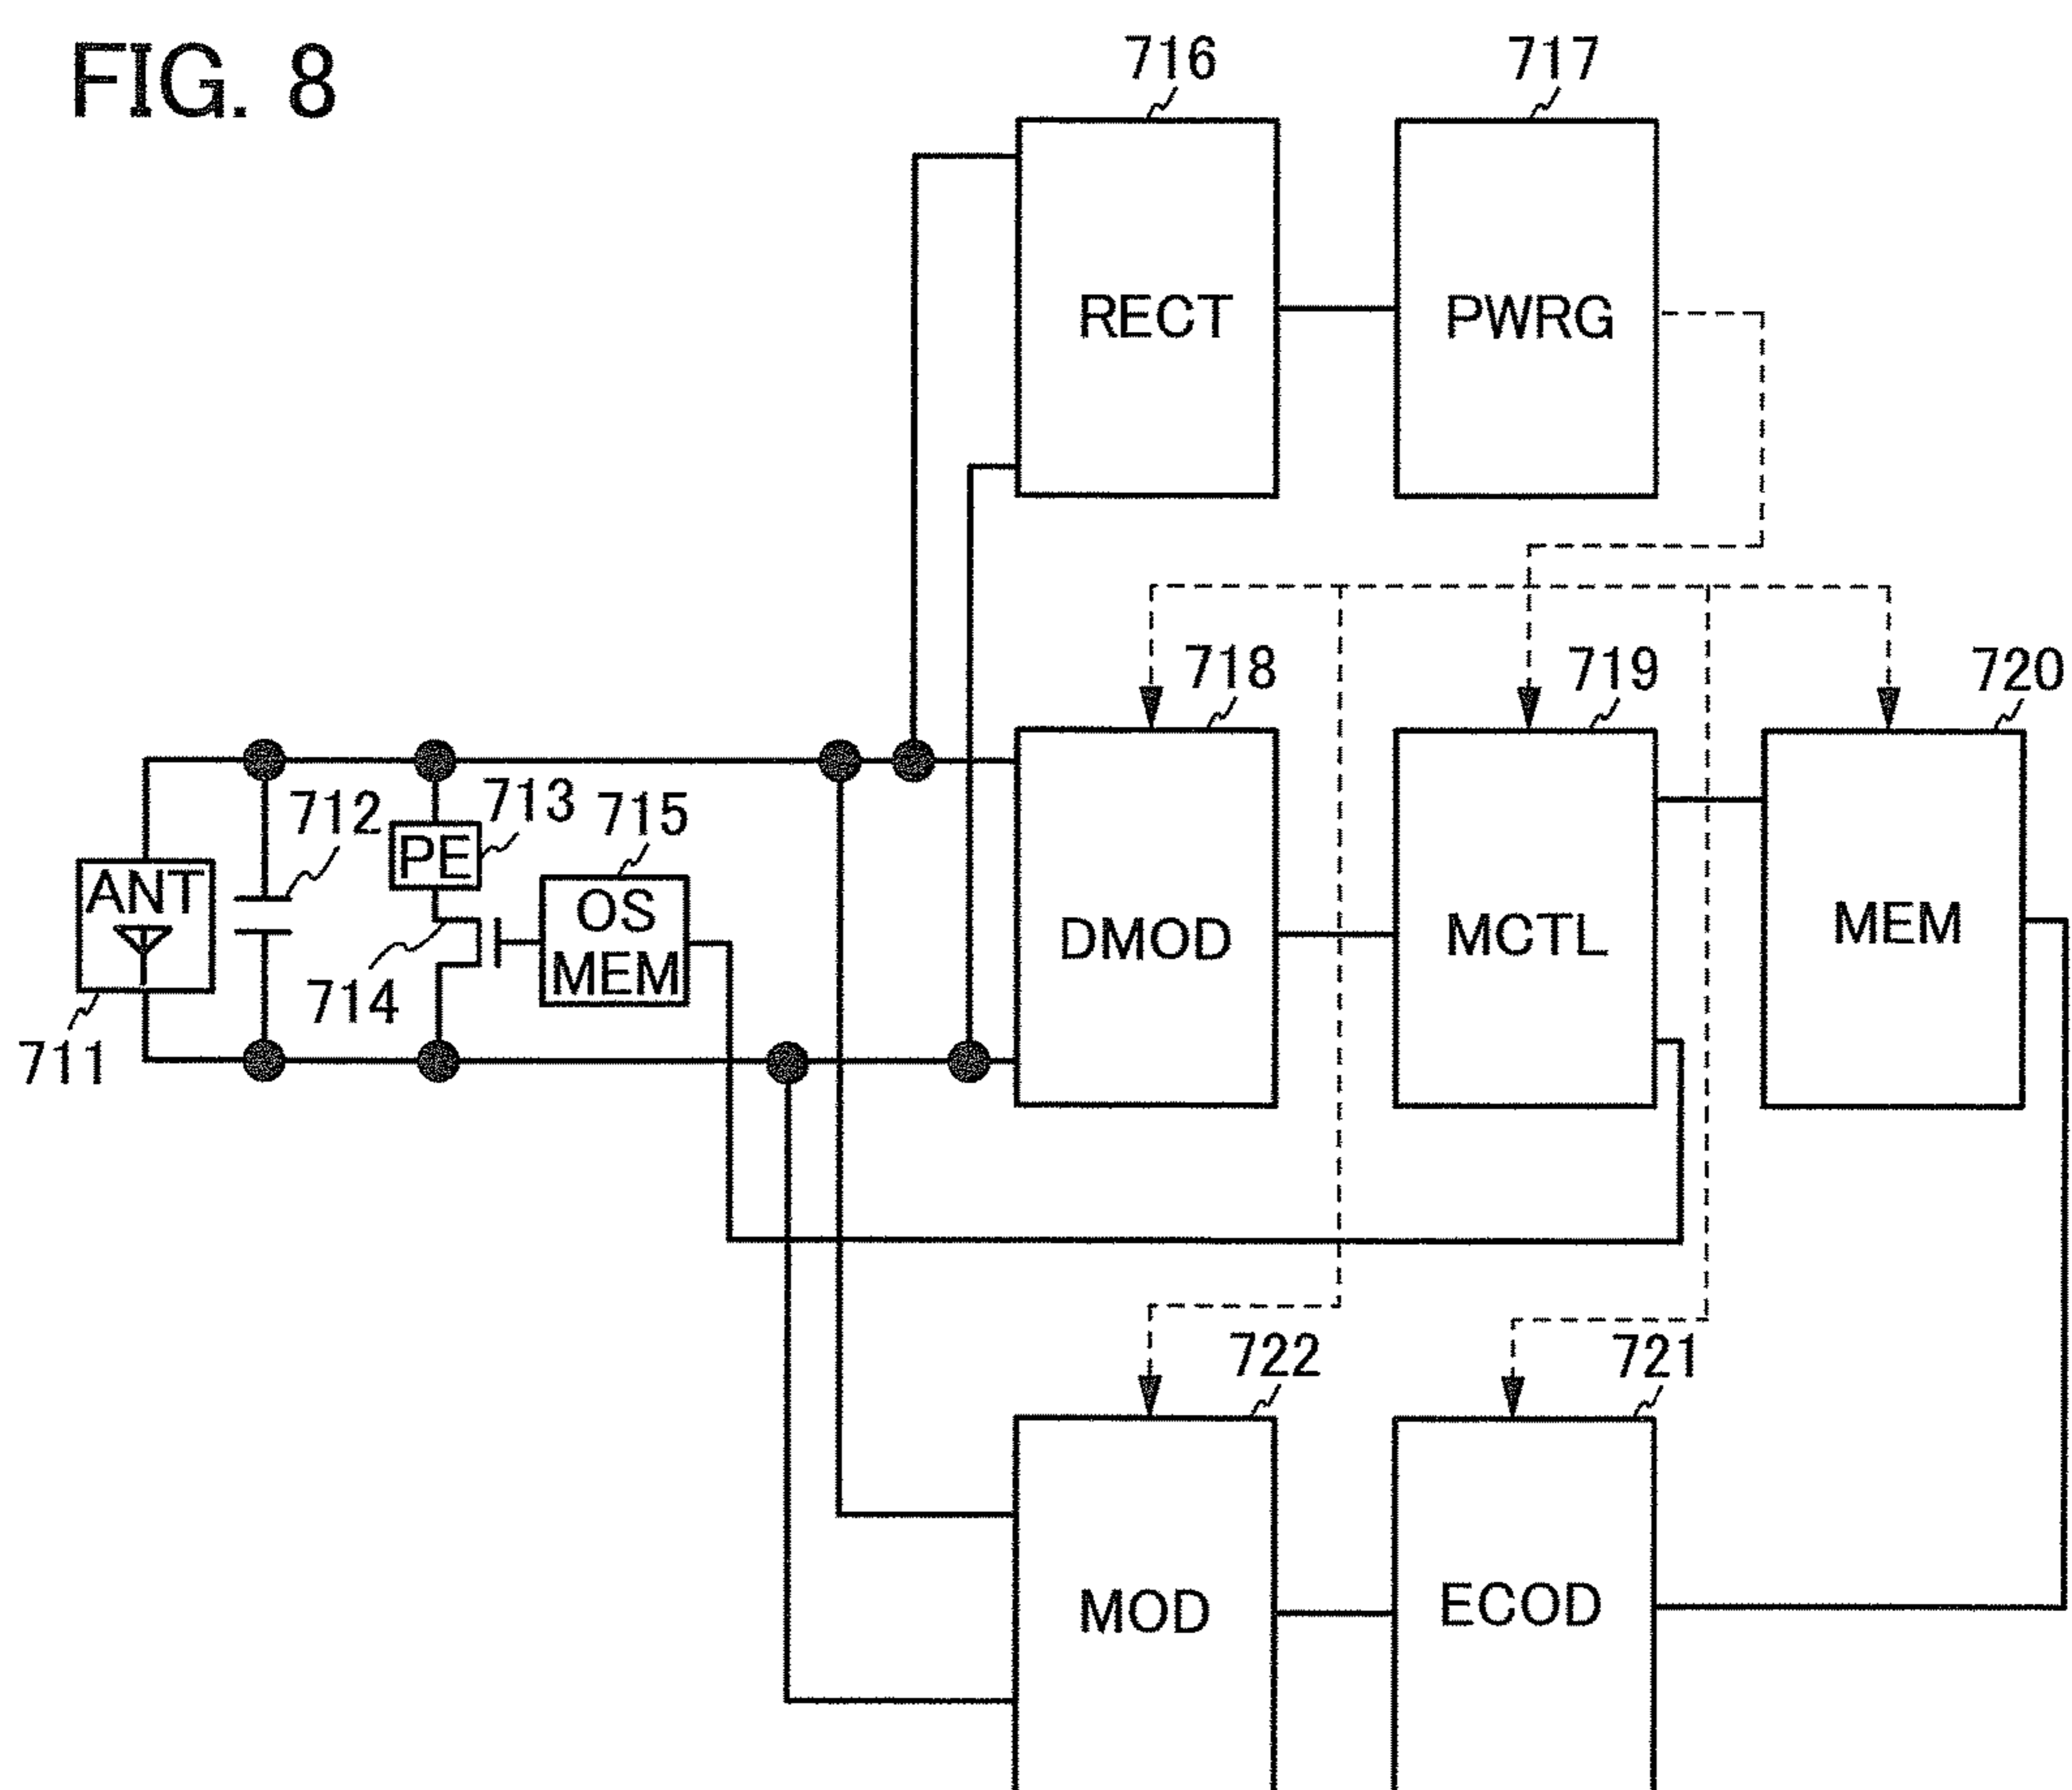 FIG. 8
716
717
RECT
PWRG
718
719
720
712
713
715
ANT
PE
OS
MEM
DMOD
MCTL
MEM
714
711
722
721
MOD
ECOD